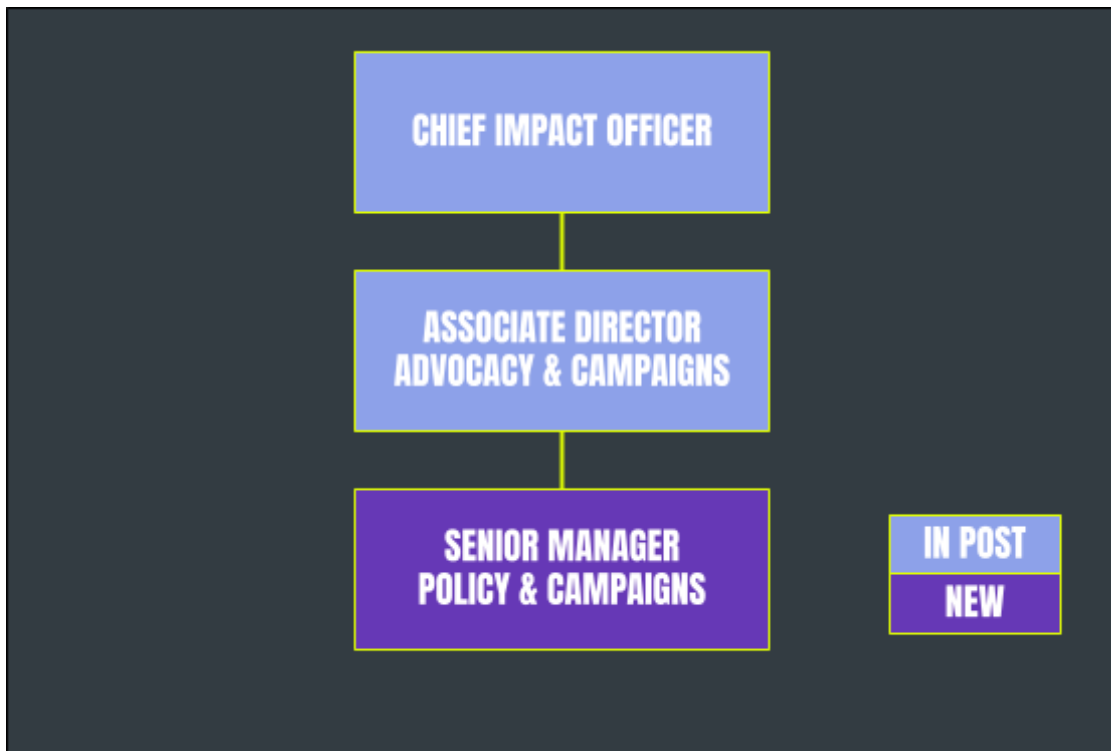 CHIEF IMPACT OFFICER
ASSOCIATE DIRECTOR
ADVOCACY & CAMPAIGNS
SENIOR MANAGER
POLICY & CAMPAIGNS
IN POST
NEW